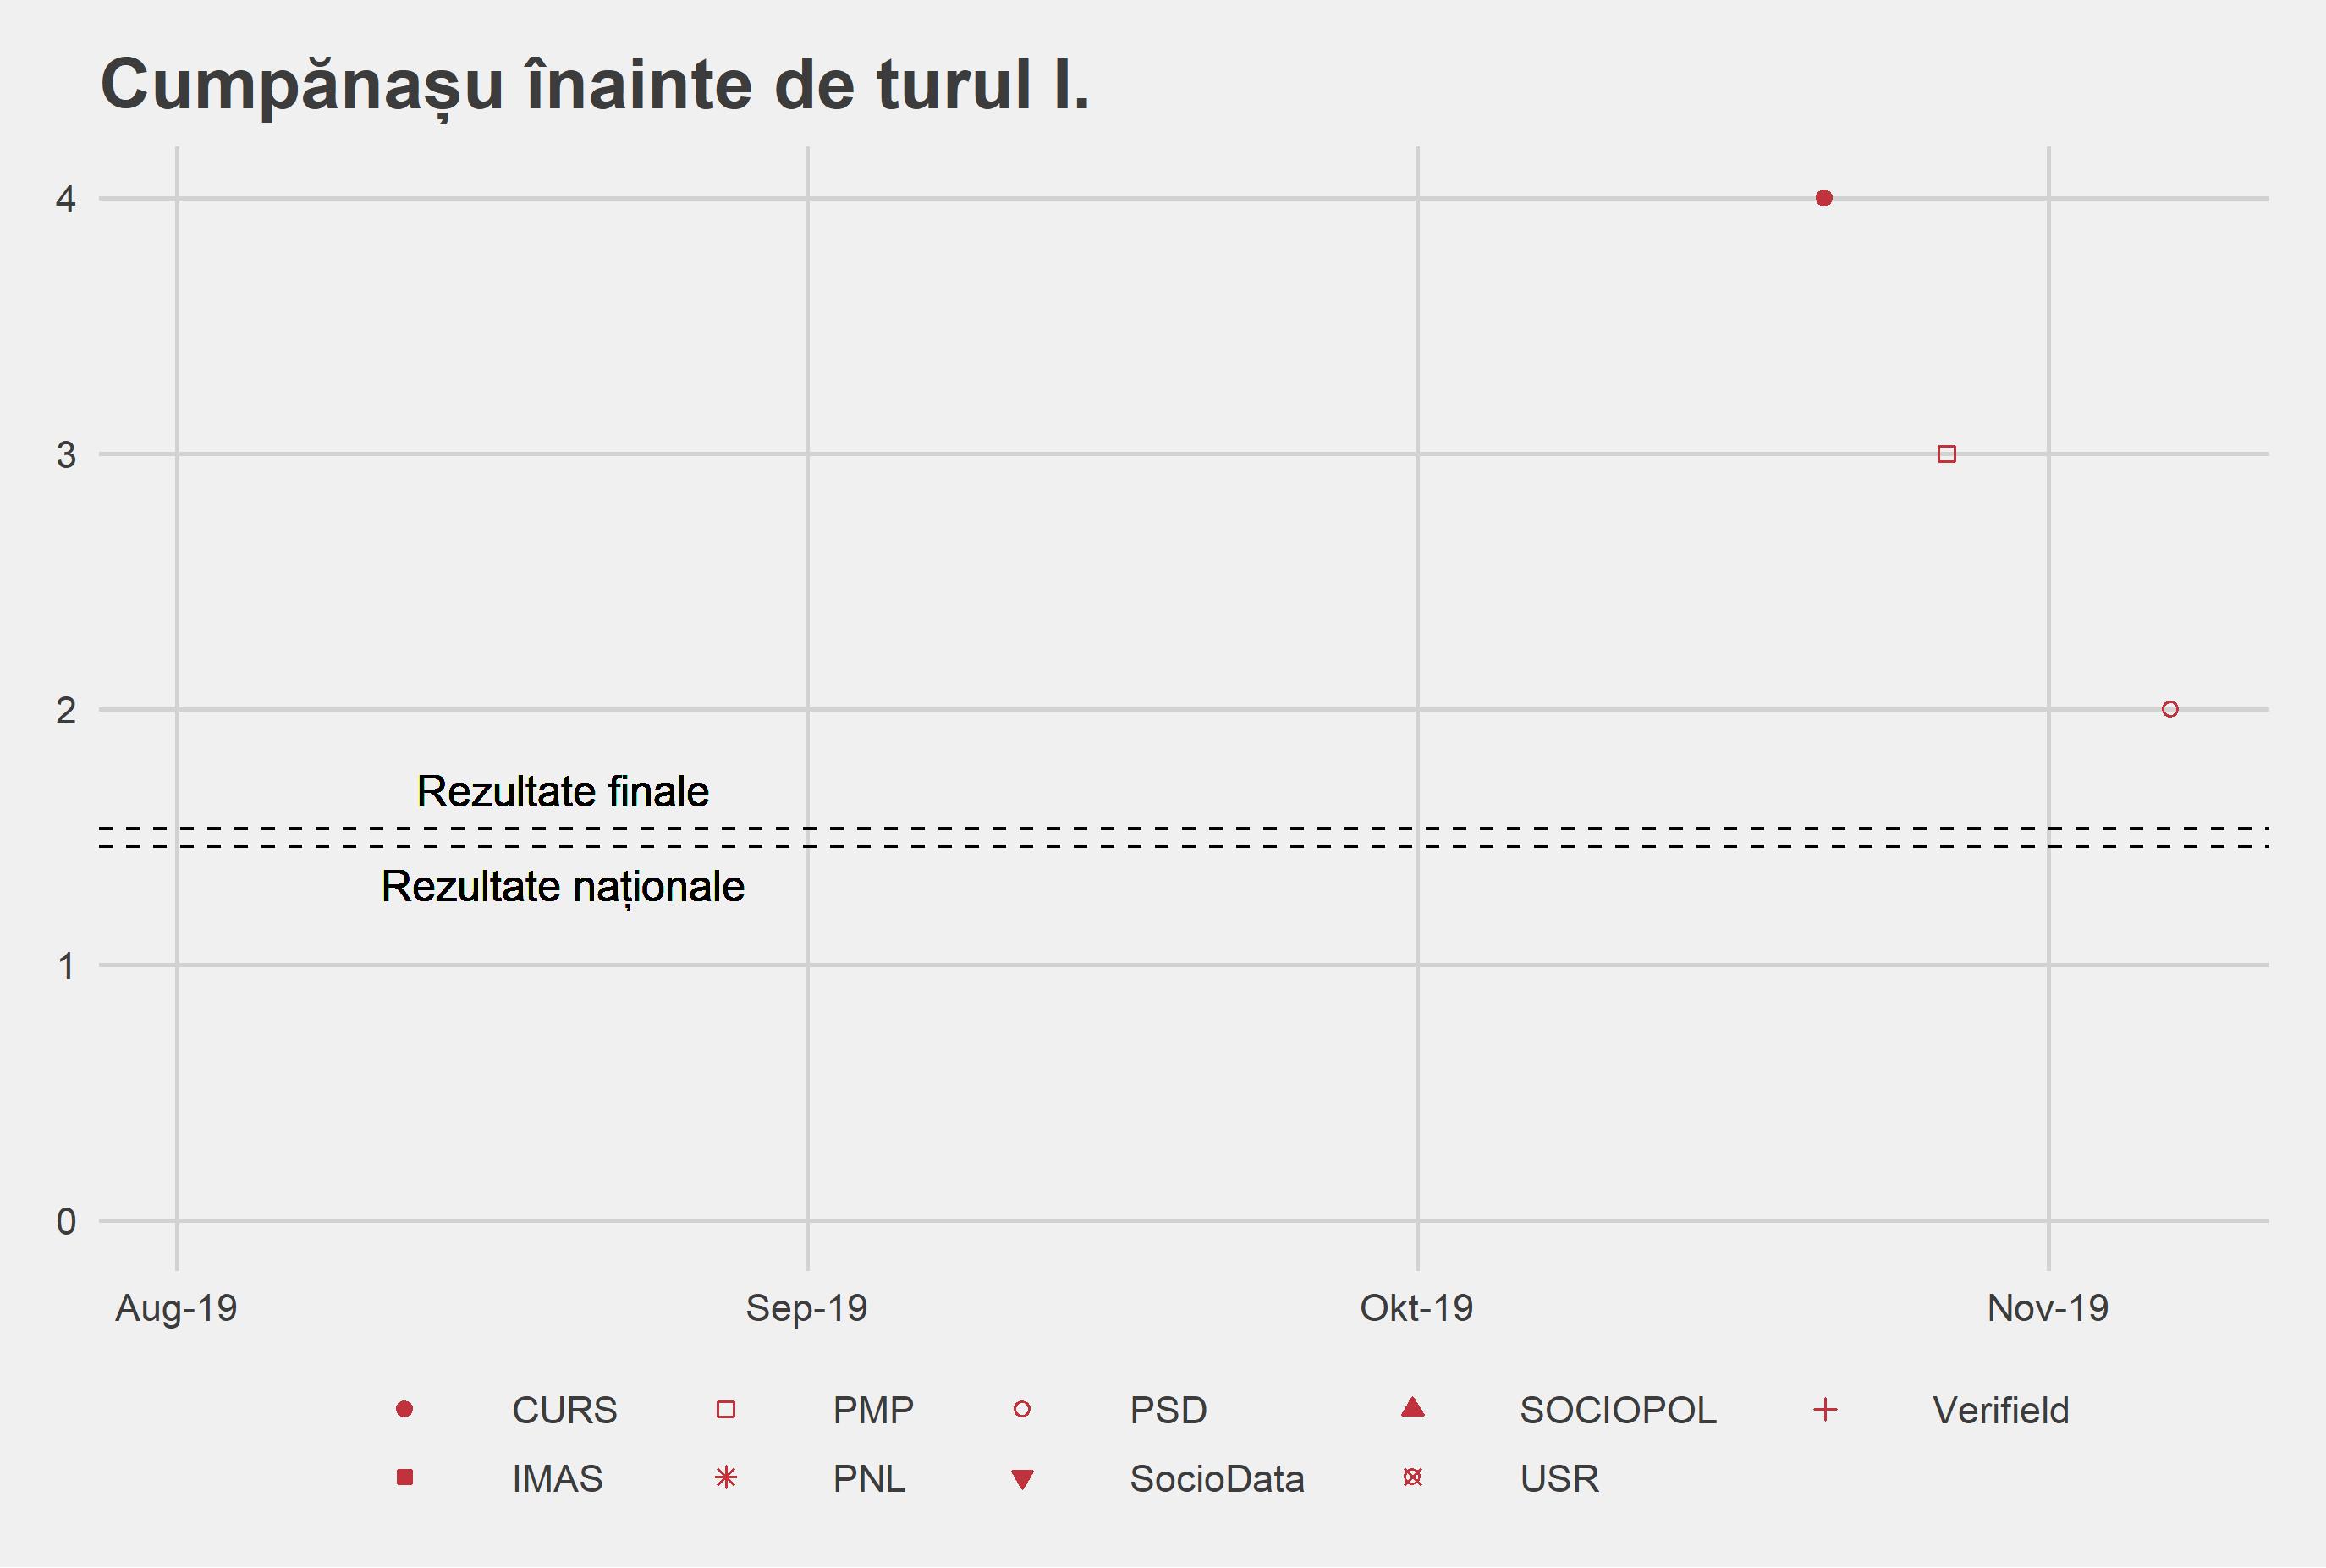 Cumpănașu înainte de turul I.
4
3
2
Rezultate finale
Rezultate naționale
1
0
Aug-19 Sep-19 Okt-19 Nov-19
CURS PMP PSD SOCIOPOL Verifield
IMAS PNL SocioData USR